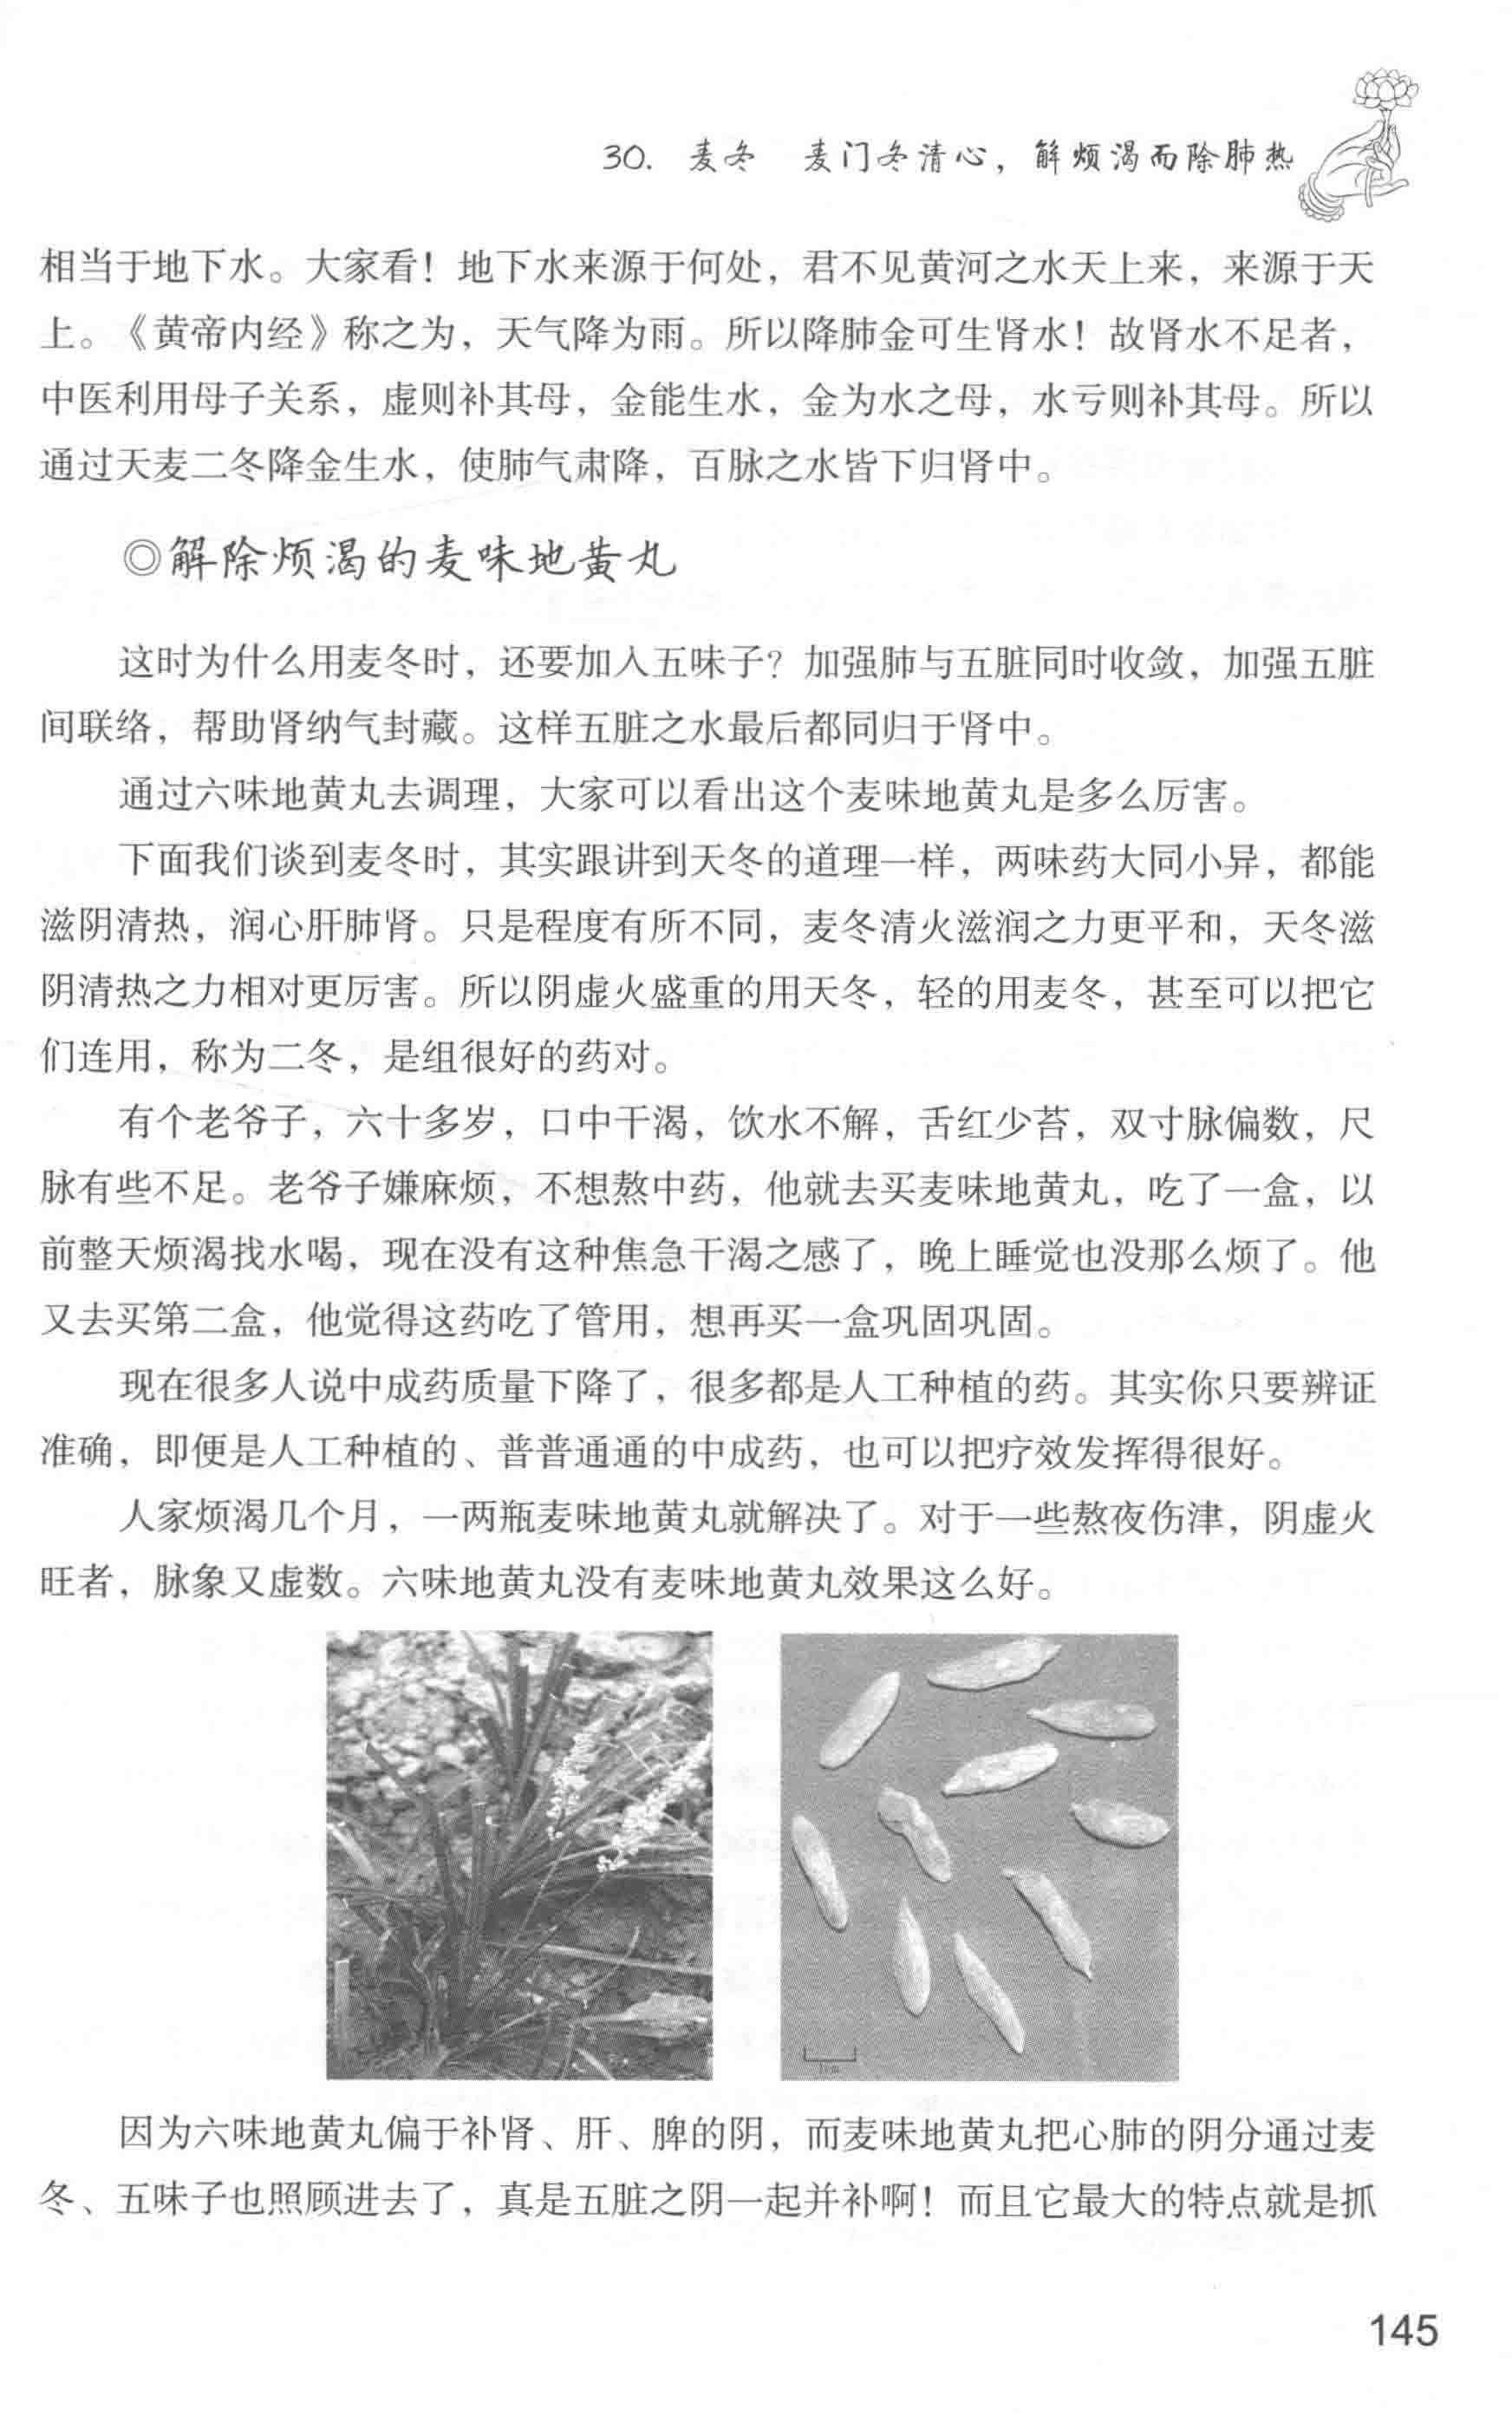 30. 麦冬　麦门冬清心，解烦渴而除肺热
相当于地下水。大家看！地下水来源于何处，君不见黄河之水天上来，来源于天
上。《黄帝内经》称之为，天气降为雨。所以降肺金可生肾水！故肾水不足者，
中医利用母子关系，虚则补其母，金能生水，金为水之母，水亏则补其母。所以
通过天麦二冬降金生水，使肺气肃降，百脉之水皆下归肾中。
◎解除烦渴的麦味地黄丸
这时为什么用麦冬时，还要加入五味子？加强肺与五脏同时收敛，加强五脏
间联络，帮助肾纳气封藏。这样五脏之水最后都同归于肾中。
通过六味地黄丸去调理，大家可以看出这个麦味地黄丸是多么厉害。
下面我们谈到麦冬时，其实跟讲到天冬的道理一样，两味药大同小异，都能
滋阴清热，润心肝肺肾。只是程度有所不同，麦冬清火滋润之力更平和，天冬滋
阴清热之力相对更厉害。所以阴虚火盛重的用天冬，轻的用麦冬，甚至可以把它
们连用，称为二冬，是组很好的药对。
有个老爷子，六十多岁，口中干渴，饮水不解，舌红少苔，双寸脉偏数，尺
脉有些不足。老爷子嫌麻烦，不想熬中药，他就去买麦味地黄丸，吃了一盒，以
前整天烦渴找水喝，现在没有这种焦急干渴之感了，晚上睡觉也没那么烦了。他
又去买第二盒，他觉得这药吃了管用，想再买一盒巩固巩固。
现在很多人说中成药质量下降了，很多都是人工种植的药。其实你只要辨证
准确，即便是人工种植的、普普通通的中成药，也可以把疗效发挥得很好。
人家烦渴几个月，一两瓶麦味地黄丸就解决了。对于一些熬夜伤津，阴虚火
旺者，脉象又虚数。六味地黄丸没有麦味地黄丸效果这么好。
因为六味地黄丸偏于补肾、肝、脾的阴，而麦味地黄丸把心肺的阴分通过麦
冬、五味子也照顾进去了，真是五脏之阴一起并补啊！而且它最大的特点就是抓
145